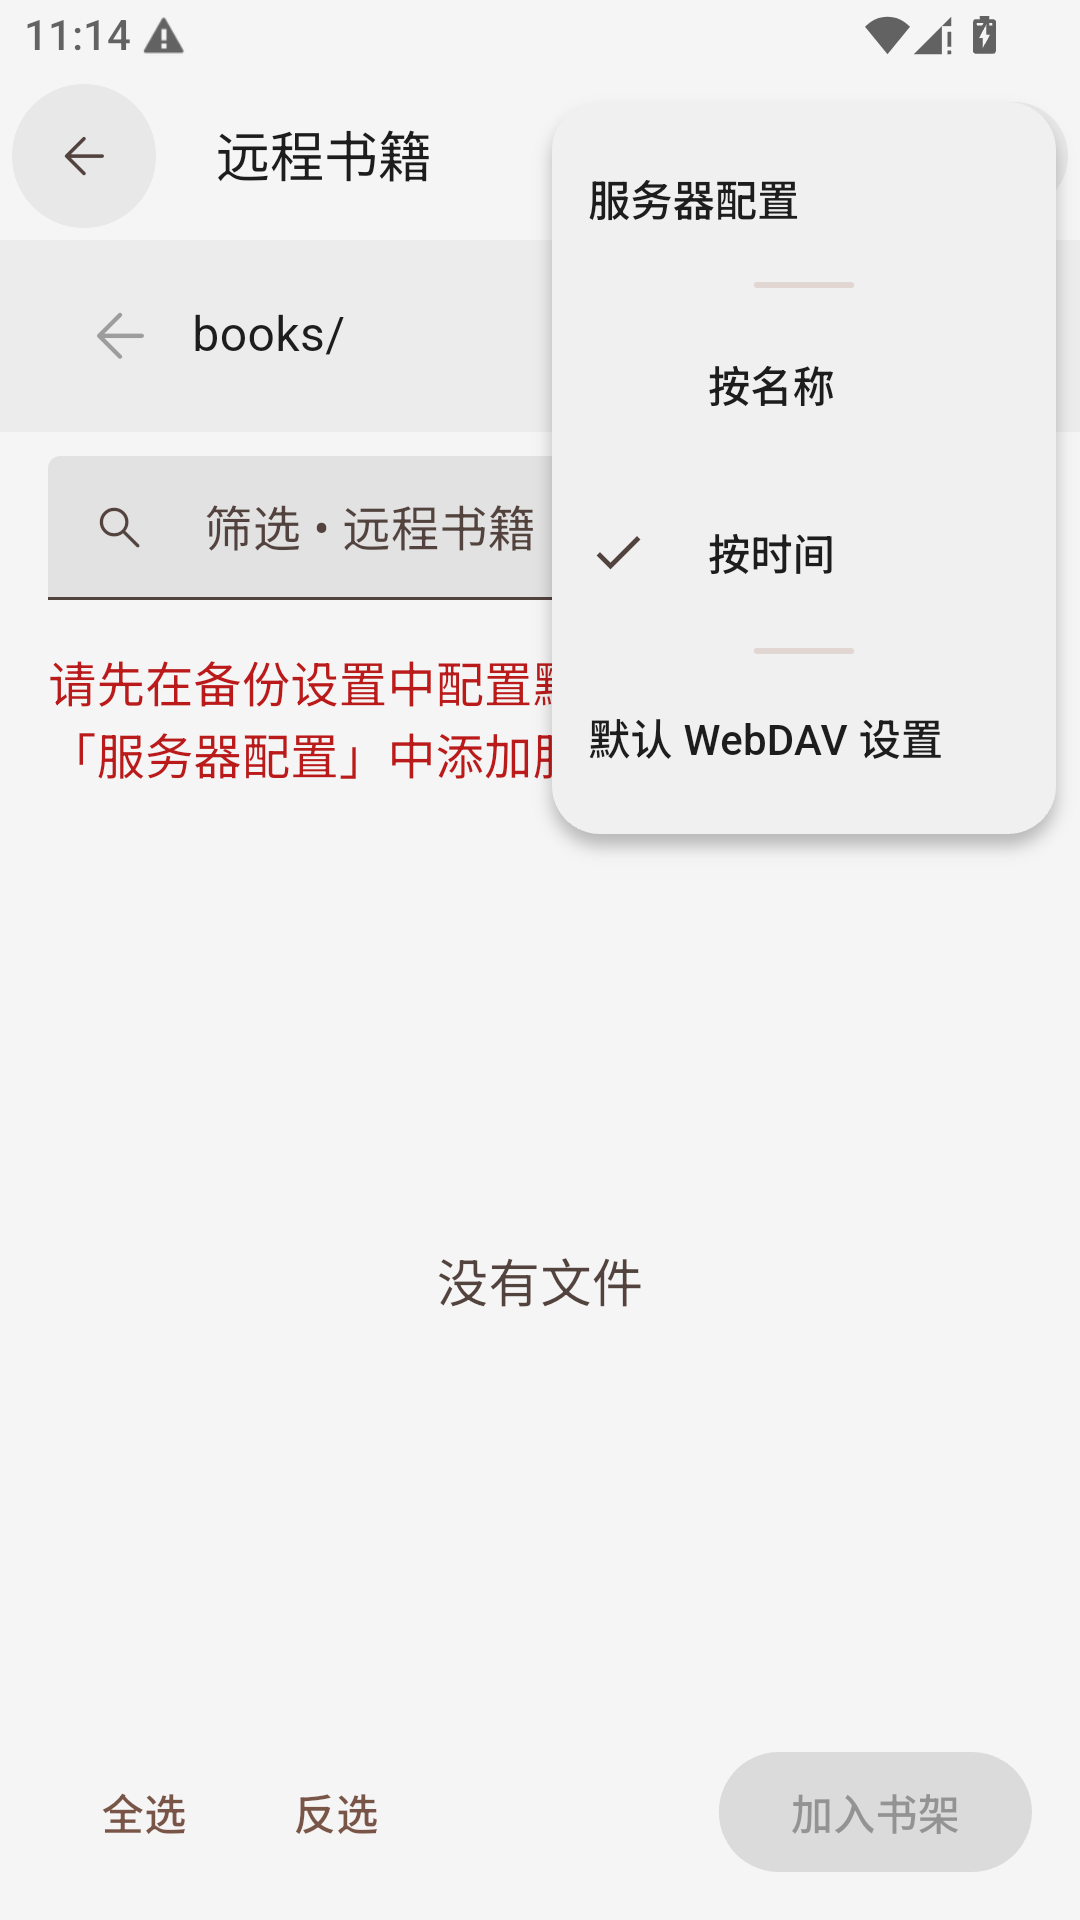 11:14
远程书籍
服务器配置
books/
按名称
筛选 • 远程书籍
按时间
请先在备份设置中配置
「服务器配置」中添加
默认 WebDAV 设置
没有文件
全选
反选
加入书架